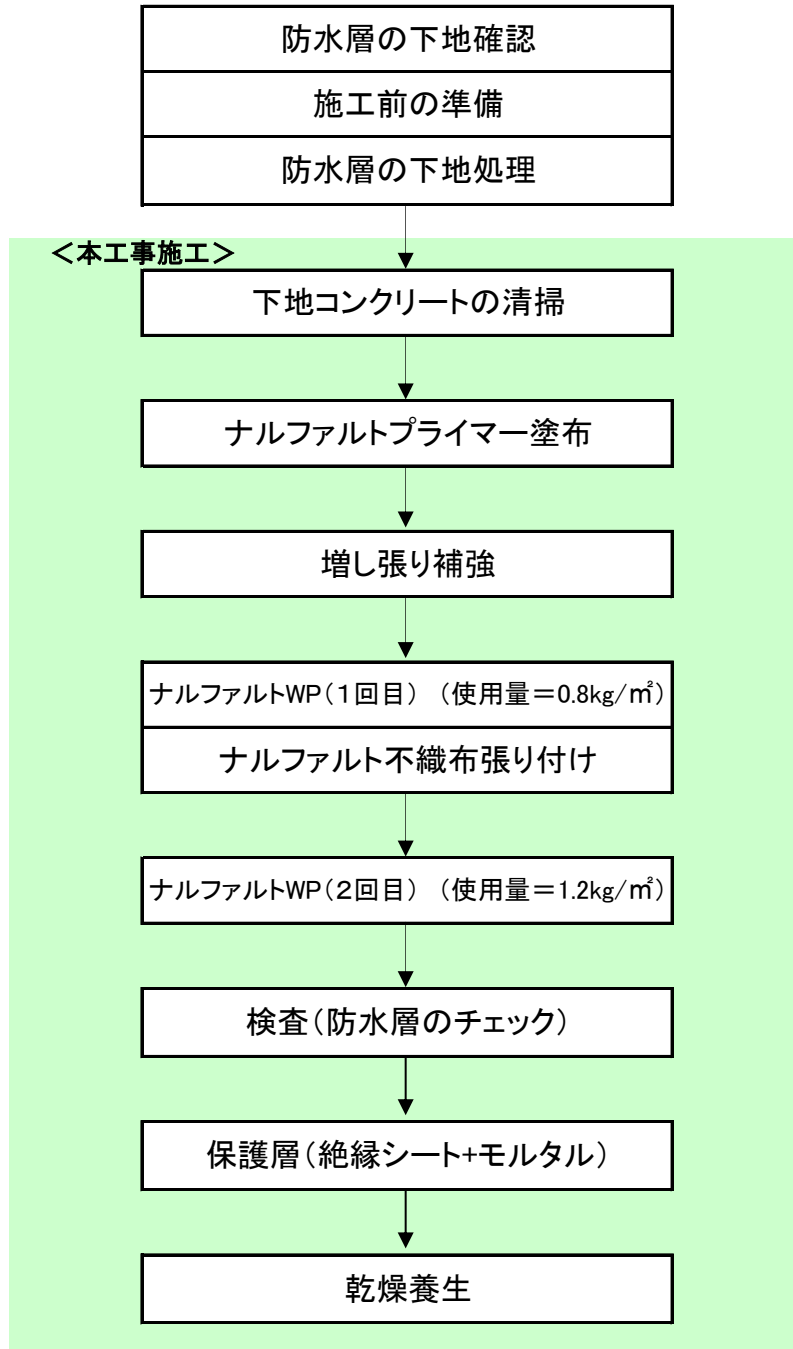 防水層の下地確認
施工前の準備
防水層の下地処理
＜本工事施工＞
下地コンクリートの清掃
ナルファルトプライマー塗布
増し張り補強
ナルファルトWP（１回目）（使用量＝0.8kg/㎡）
ナルファルト不織布張り付け
ナルファルトWP（２回目）（使用量＝1.2kg/㎡）
検査（防水層のチェック）
保護層（絶縁シート+モルタル）
乾燥養生